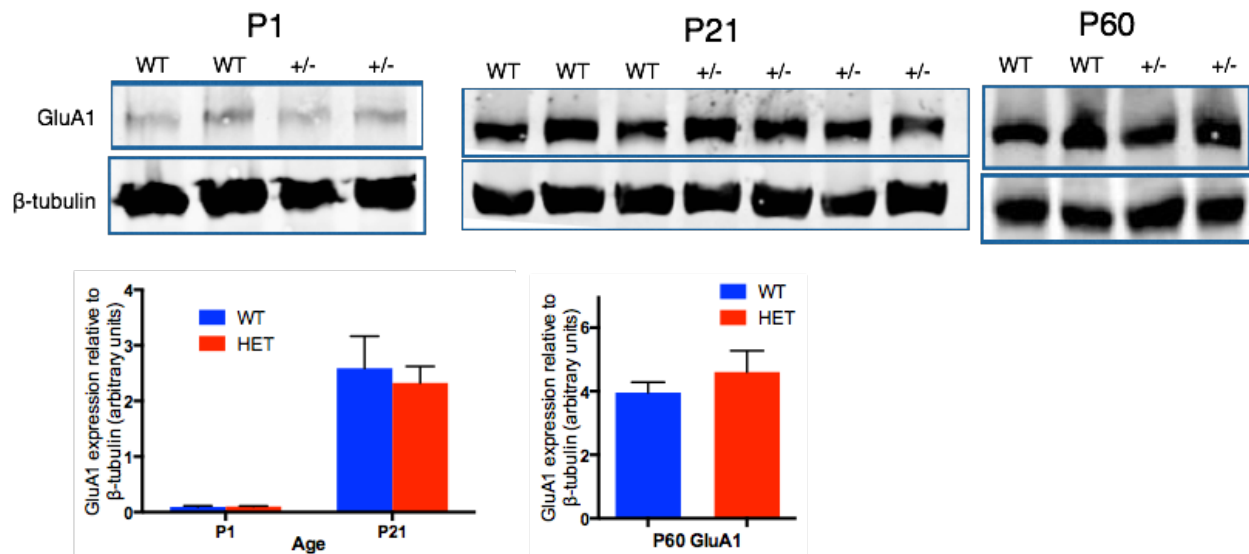 P1
P21
P60
WT WT +/- +/-
WT WT WT +/- +/- +/- +/-
WT WT +/- +/-
GluA1
β-tubulin
GluA1 expression relative to
β-tubulin (arbitrary units)
4
3
2
1
0
WT
HET
P1 P21
Age
GluA1 expression relative to
β-tubulin (arbitrary units)
6
4
2
0
WT
HET
P60 GluA1